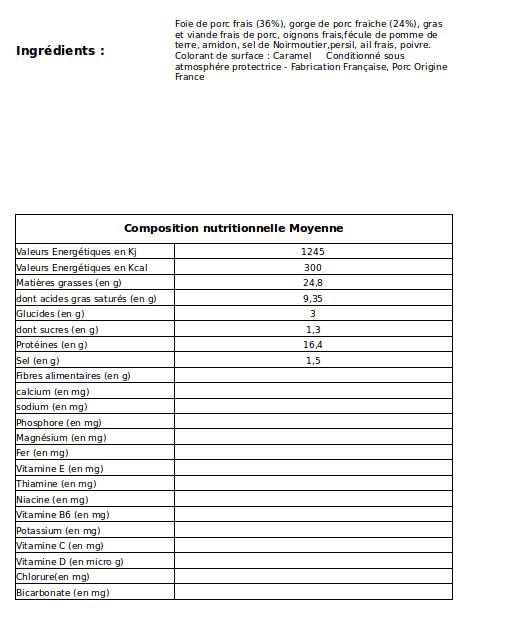 Foie de porc frais (36%), gorge de porc fraiche (24%), gras
et viande frais de porc, oignons frais,fécule de pomme de
terre, amidon, sel de Noirmoutier,persil, ail frais, poivre.
Ingrédients :
Colorant de surface : Caramel Conditionné sous
atmosphére protectrice - Fabrication Française, Porc Origine
France
Composition nutritionnelle Moyenne
Valeurs Energétiques en Kj 1245
Valeurs Energétiques en Kcal 300
Matières grasses (en g) 24,8
dont acides gras saturés (en g) 9,35
Glucides (en g) 3
dont sucres (en g) 1,3
Protéines (en g) 16,4
Sel (en g) 1,5
Fibres alimentaires (en g)
calcium (en mg)
sodium (en mg)
Phosphore (en mg)
Magnésium (en mg)
Fer (en mg)
Vitamine E (en mg)
Thiamine (en mg)
Niacine (en mg)
Vitamine B6 (en mg)
Potassium (en mg)
Vitamine C (en mg)
Vitamine D (en micro g)
Chlorure(en mg)
Bicarbonate (en mg)